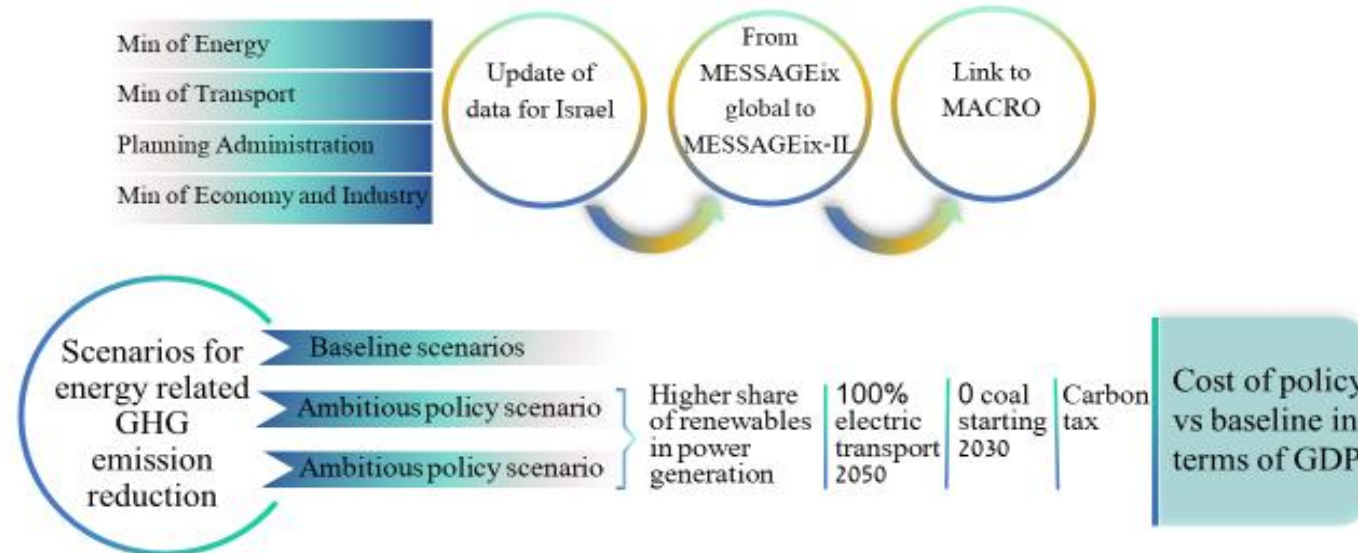 Min of Energy
Min of Transport
Planning Administration
Min of Economy and Industry
Update of
data for Israel
From
MESSAGEix
global to
MESSAGEix-IL
Link to
MACRO
Scenarios for
energy related
GHG
emission
reduction
Baseline scenarios
Ambitious policy scenario
Ambitious policy scenario
Higher share
of renewables
in power
generation
100%
electric
transport
2050
0 coal
starting
2030
Carbon
tax
Cost of policy
vs baseline in
terms of GDP